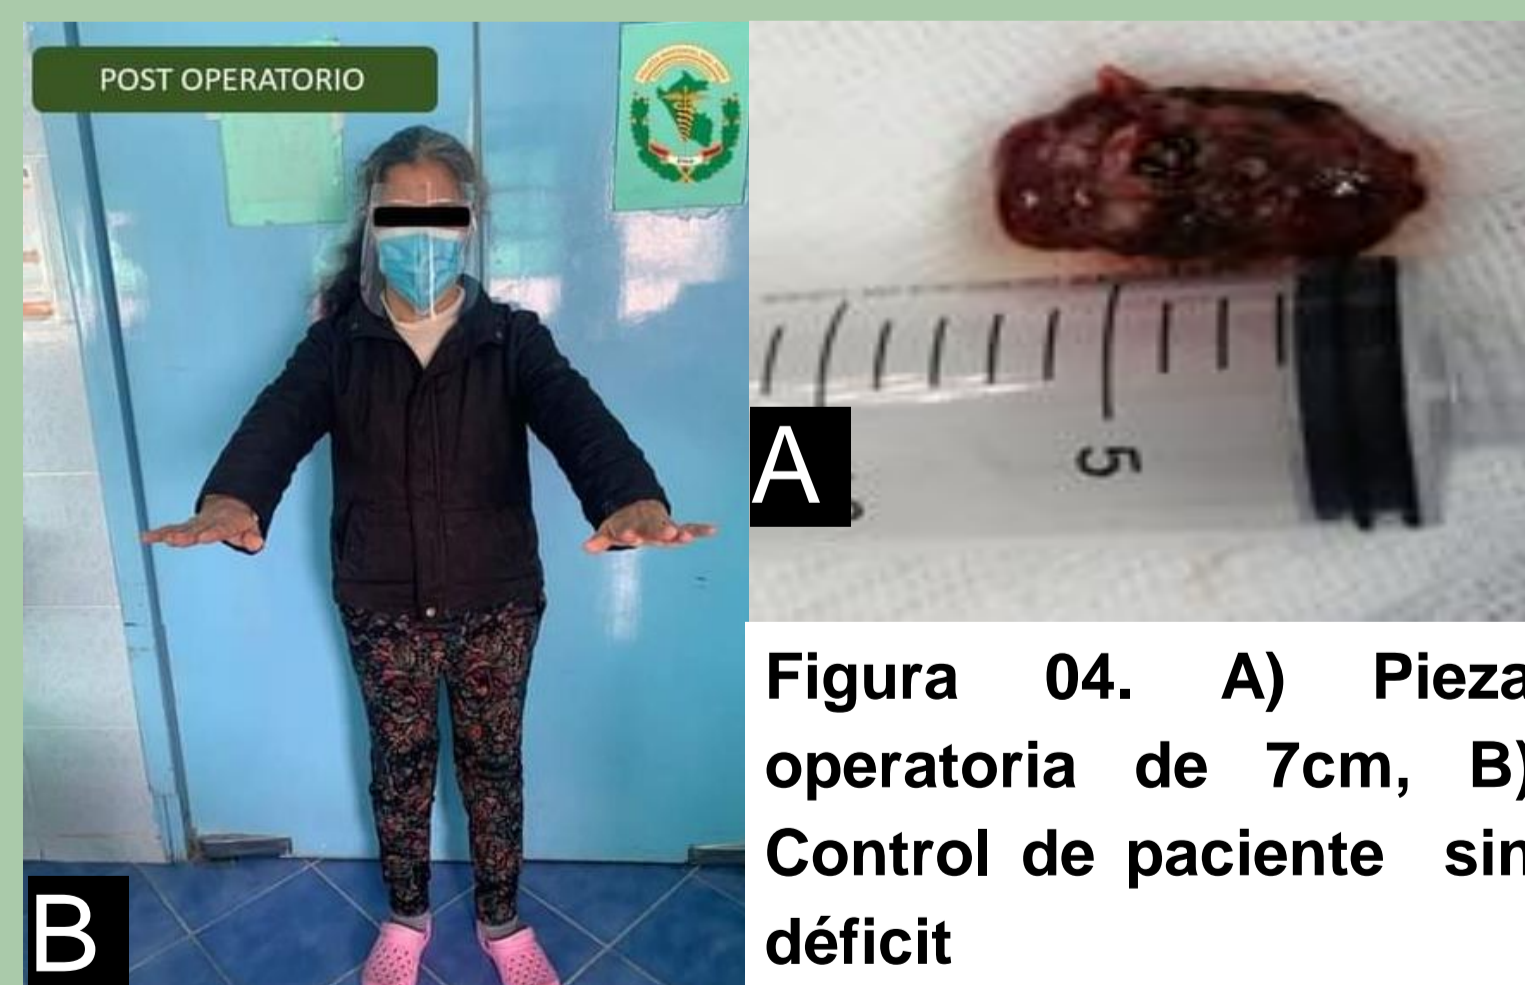 POST OPERATORIO
5
A
B
Figura 04. A) Pieza
operatoria de 7cm, B)
Control de paciente sin
déficit